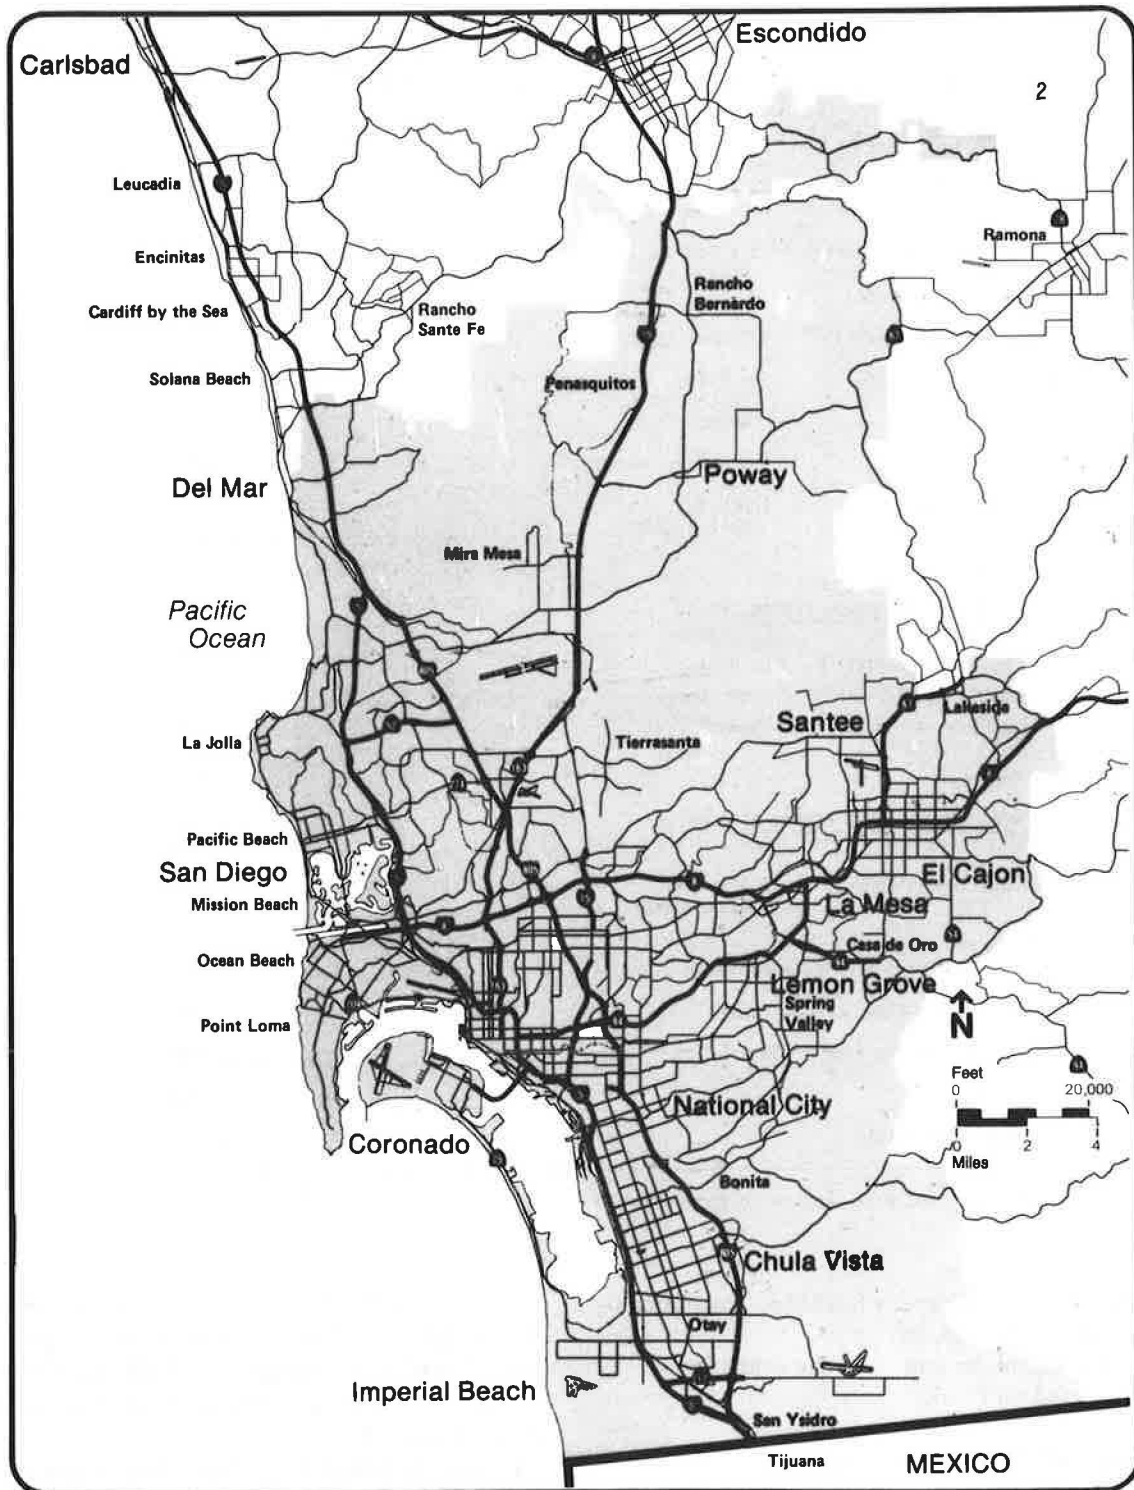 Escondido
Carlsbad
2
Leucadia
Ramona
Encinitas
Rancho
Bernardo
Cardiff by the Sea
Rancho
Sante Fe
Solana Beach
Penasquitos
Poway
Del Mar
Mira Mesa
Pacific
Ocean
Lakeside
Santee
La Jolla
Tierrasanta
Pacific Beach
San Diego
El Cajon
Mission Beach
La Mesa
Casa de Oro
Ocean Beach
Lemon Grove
Spring
Valley
Point Loma
N
Feet
0 20,000
National City
0 2 4
Miles
Coronado
Bonita
Chula Vista
Otay
Imperial Beach
San Ysidro
Tijuana
MEXICO